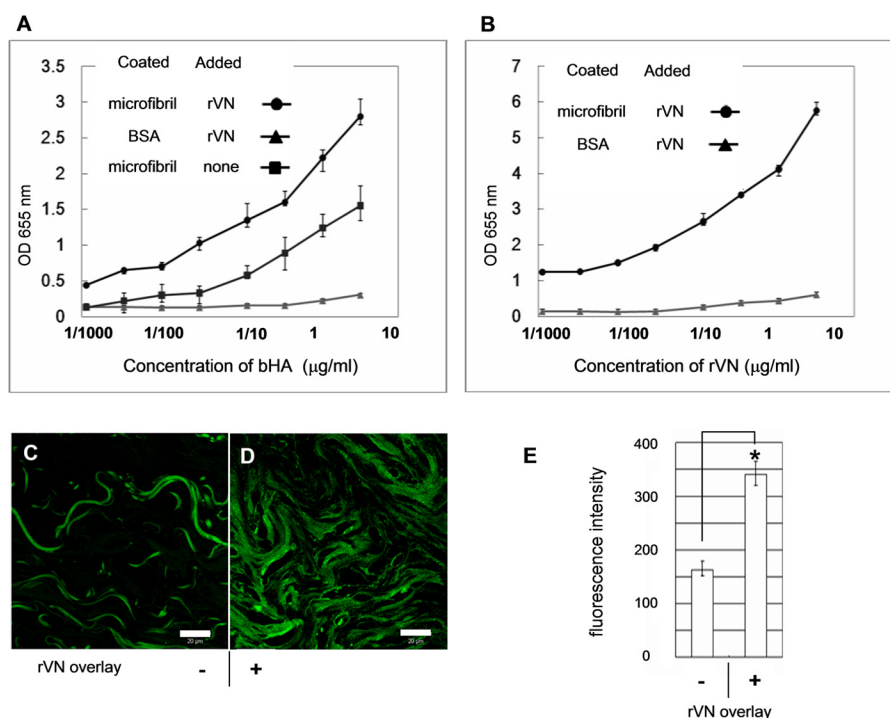 A
Coated Added
microfibril rVN
BSA rVN
microfibril none
3.5
3
2.5
2
1.5
1
0.5
0
OD 655 nm
1/1000 1/100 1/10 1 10
Concentration of bHA (μg/ml)
B
Coated Added
microfibril rVN
BSA rVN
7
6
5
4
3
2
1
0
OD 655 nm
1/1000 1/100 1/10 1 10
Concentration of rVN (μg/ml)
C
20 μm
D
20 μm
rVN overlay - +
E
*
400
300
200
100
0
fluorescence intensity
- +
rVN overlay